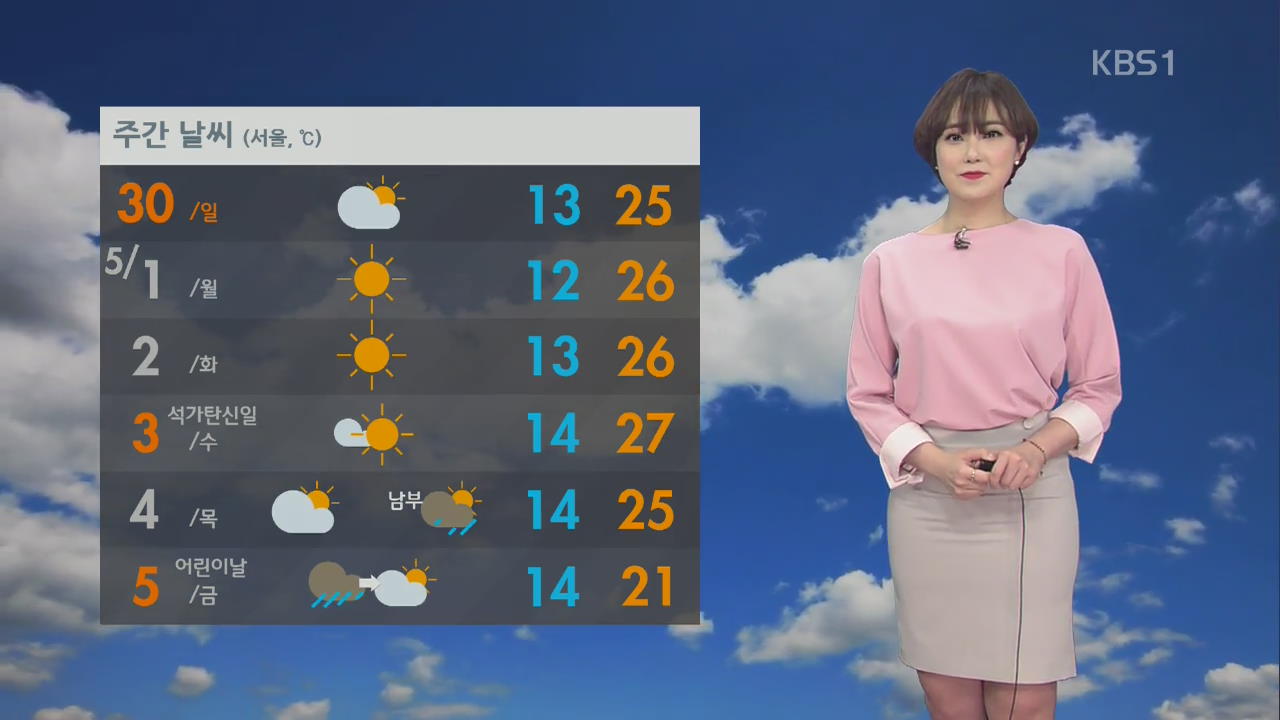 KBS1
주간 날씨 (서울, ℃)
30 /일 13 25
5/1 /월 12 26
2 /화 13 26
3 석가탄신일 /수 14 27
4 /목 남부 14 25
5 어린이날 /금 14 21